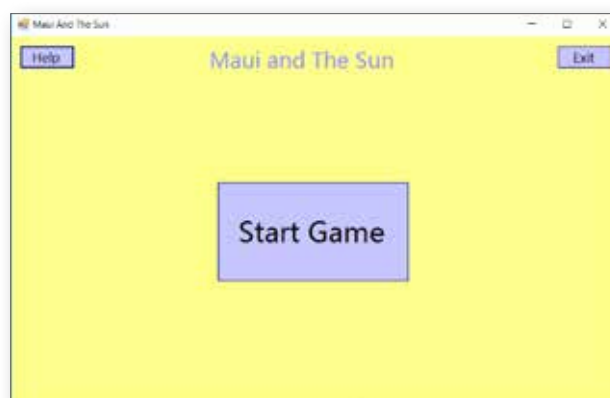 Maui And The Sun
Help
Maui and The Sun
Exit
Start Game